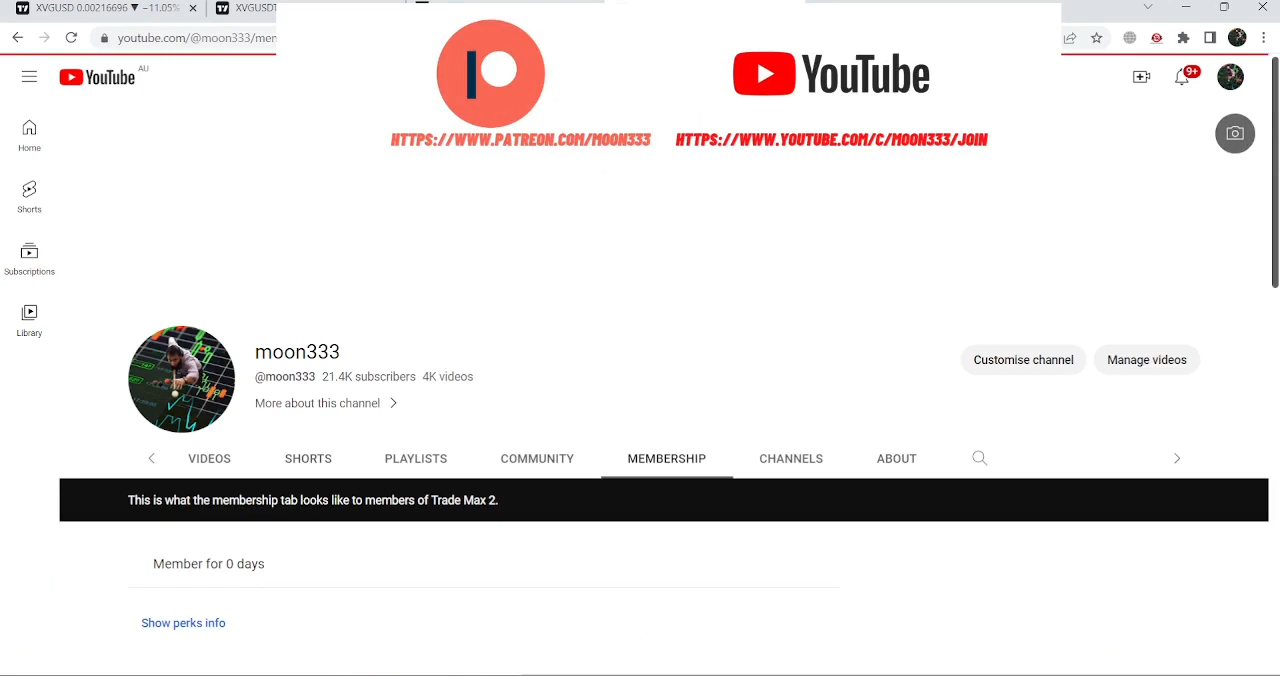 XVGUSD 0.00216696 ▼ −11.05%
XVGUSDT
youtube.com/@moon333/mem
YouTube
HTTPS://WWW.PATREON.COM/MOON333
HTTPS://WWW.YOUTUBE.COM/C/MOON333/JOIN
YouTube AU
9+
Home
Shorts
Subscriptions
Library
moon333
@moon333 21.4K subscribers 4K videos
More about this channel
Customise channel
Manage videos
VIDEOS SHORTS PLAYLISTS COMMUNITY MEMBERSHIP CHANNELS ABOUT
This is what the membership tab looks like to members of Trade Max 2.
Member for 0 days
Show perks info